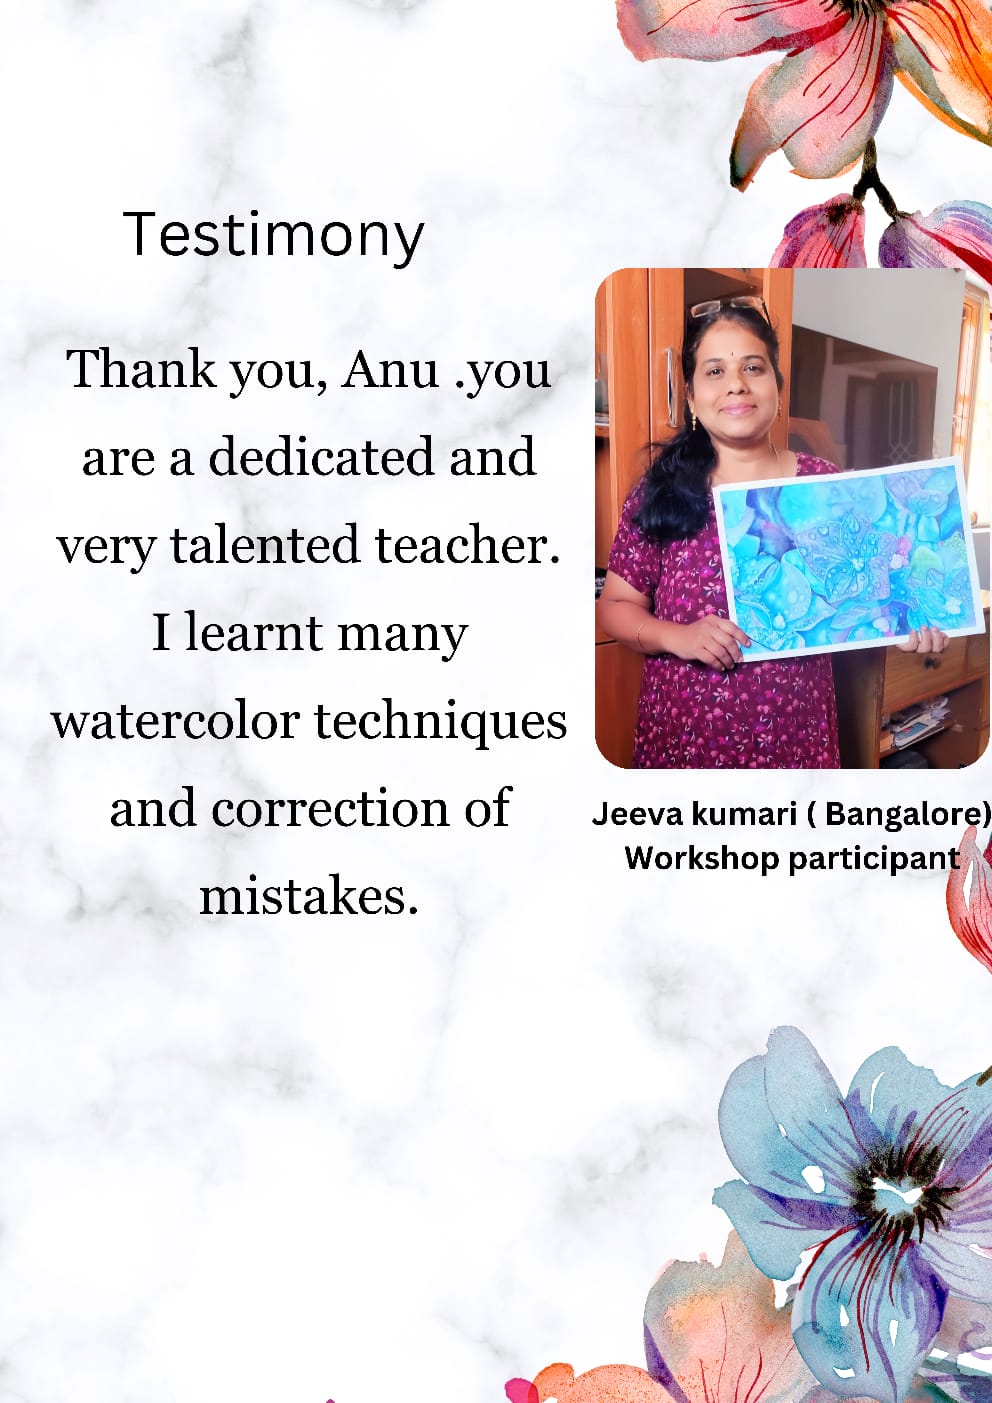 Testimony
Thank you, Anu .you
are a dedicated and
very talented teacher.
I learnt many
watercolor techniques
and correction of
mistakes.
Jeeva kumari ( Bangalore)
Workshop participant